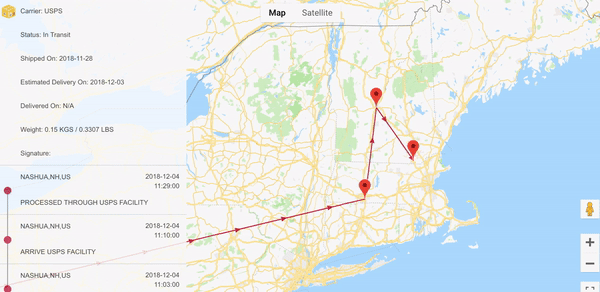 Carrier: USPS
Map Satellite
Status: In Transit
Shipped On: 2018-11-28
Estimated Delivery On: 2018-12-03
Delivered On: N/A
Weight: 0.15 KGS / 0.3307 LBS
Signature:
NASHUA,NH,US 2018-12-04
11:29:00
PROCESSED THROUGH USPS FACILITY
NASHUA,NH,US 2018-12-04
11:10:00
ARRIVE USPS FACILITY
NASHUA,NH,US 2018-12-04
11:03:00